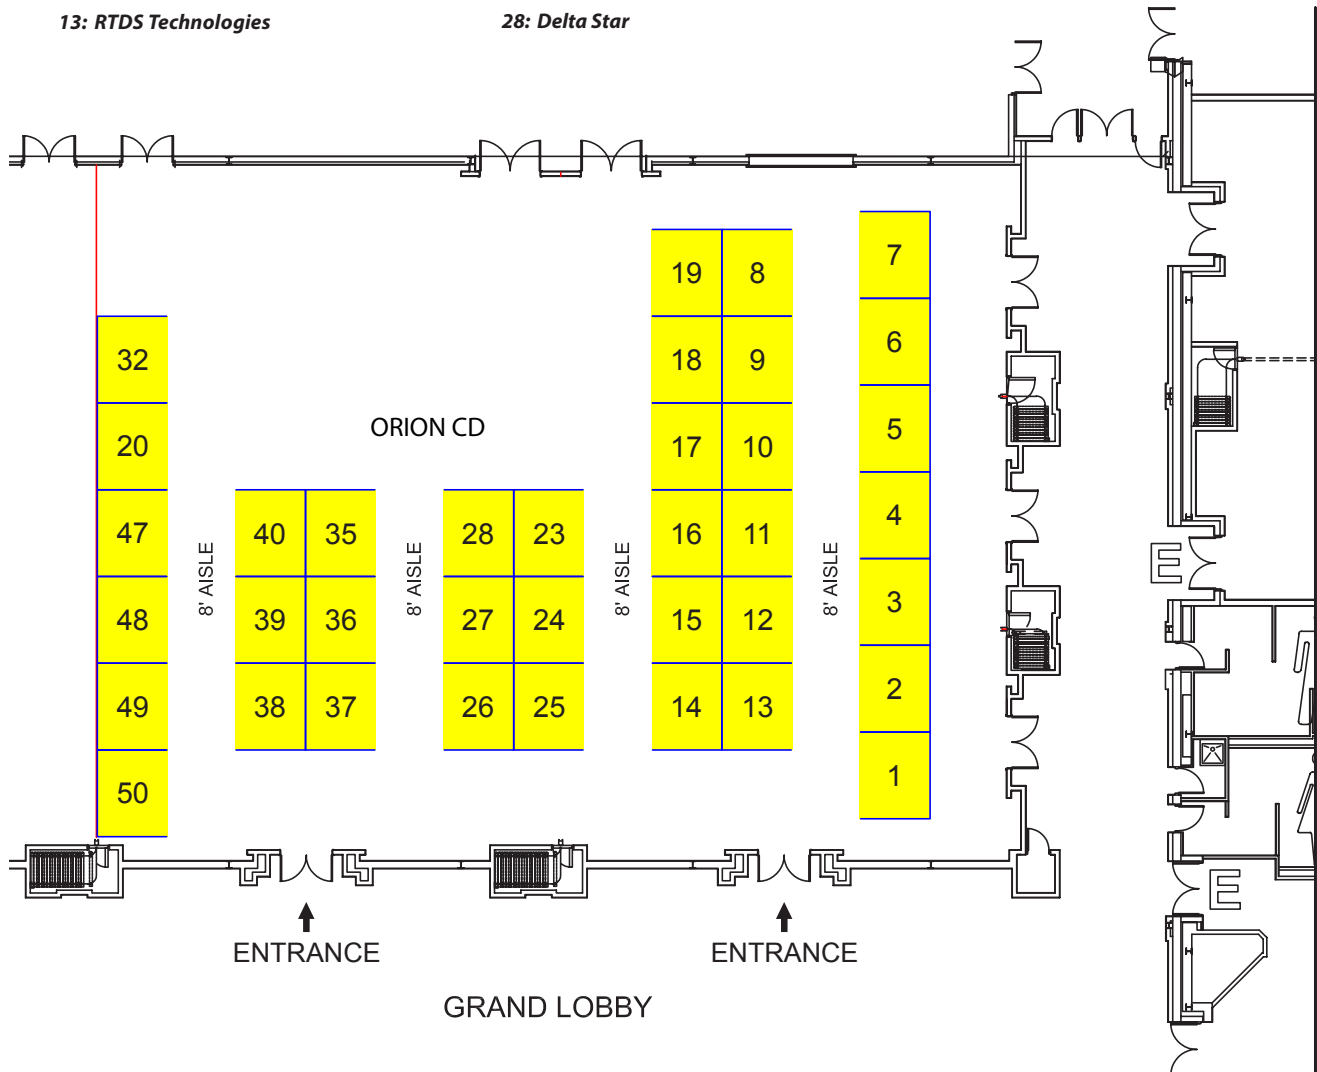 13: RTDS Technologies 28: Delta Star
7
19 8
6
32 18 9
5
20 ORION CD 17 10
4
47 8' AISLE 40 35 8' AISLE 28 23 8' AISLE 16 11 8' AISLE
E
3
48 39 36 27 24 15 12
2
49 38 37 26 25 14 13
1
50
E
ENTRANCE ENTRANCE
GRAND LOBBY